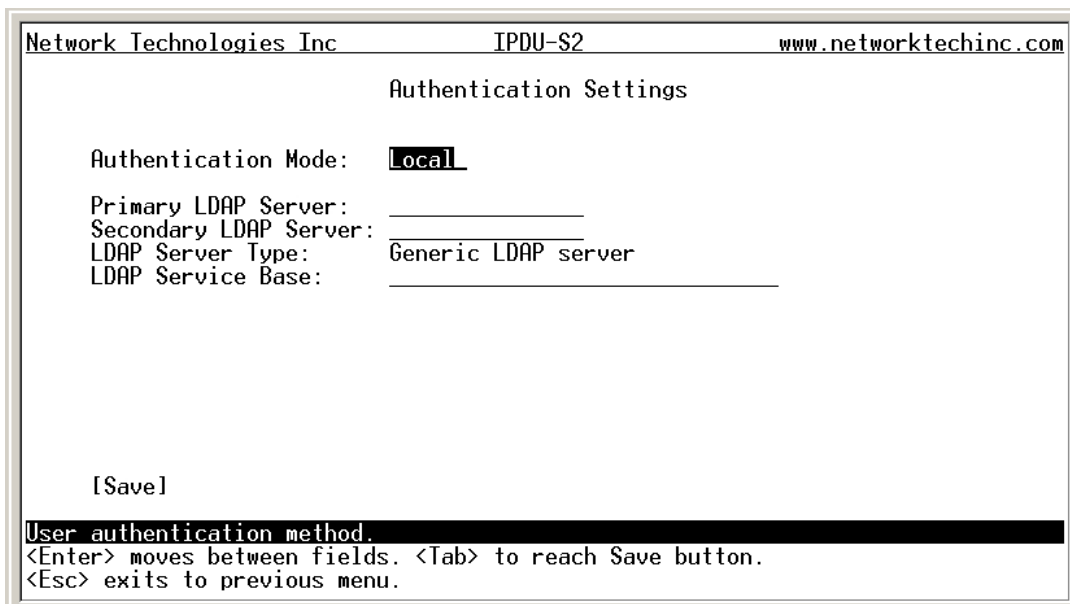 Network Technologies Inc IPDU-S2 www.networktechinc.com
Authentication Settings
Authentication Mode: Local
Primary LDAP Server:
Secondary LDAP Server:
LDAP Server Type: Generic LDAP server
LDAP Service Base:
[Save]
User authentication method.
<Enter> moves between fields. <Tab> to reach Save button.
<Esc> exits to previous menu.